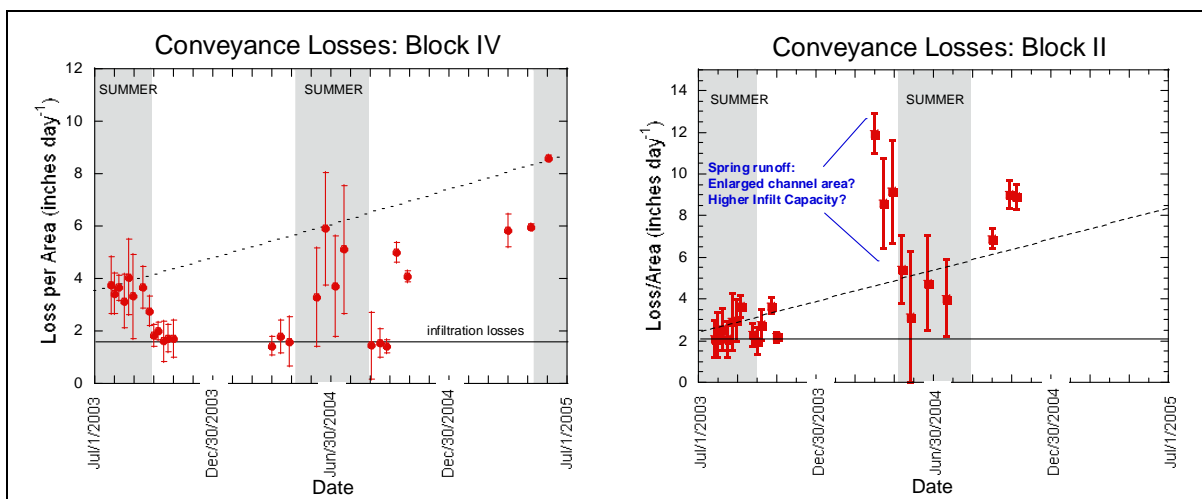 Conveyance Losses: Block IV
12
10
8
6
4
2
0
Loss per Area (inches day-1)
SUMMER
SUMMER
infiltration losses
Jul/1/2003
Dec/30/2003
Jun/30/2004
Dec/30/2004
Jul/1/2005
Date
Conveyance Losses: Block II
14
12
10
8
6
4
2
0
Loss/Area (inches day-1)
SUMMER
SUMMER
Spring runoff:
Enlarged channel area?
Higher Infilt Capacity?
Jul/1/2003
Dec/30/2003
Jun/30/2004
Dec/30/2004
Jul/1/2005
Date